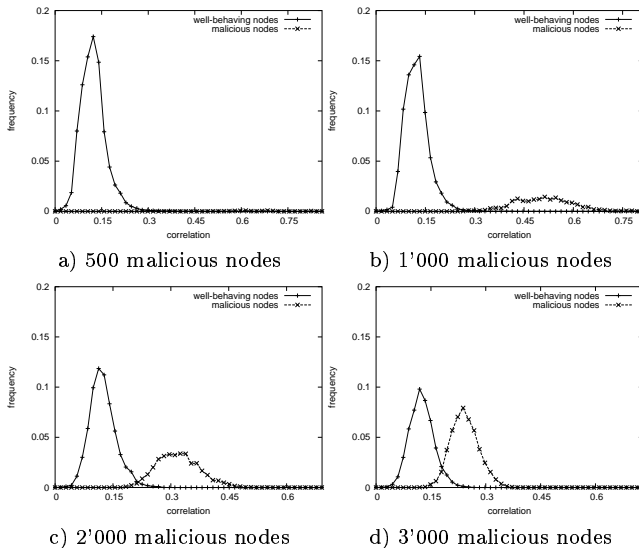 0.2
well-behaving nodes
malicious nodes
0.15
0.1
0.05
0
frequency
0
0.15
0.3
0.45
0.6
0.75
correlation
a) 500 malicious nodes
0.2
well-behaving nodes
malicious nodes
0.15
0.1
0.05
0
frequency
0
0.15
0.3
0.45
0.6
0.75
correlation
b) 1'000 malicious nodes
0.2
well-behaving nodes
malicious nodes
0.15
0.1
0.05
0
frequency
0
0.15
0.3
0.45
0.6
correlation
c) 2'000 malicious nodes
0.2
well-behaving nodes
malicious nodes
0.15
0.1
0.05
0
frequency
0
0.15
0.3
0.45
0.6
correlation
d) 3'000 malicious nodes